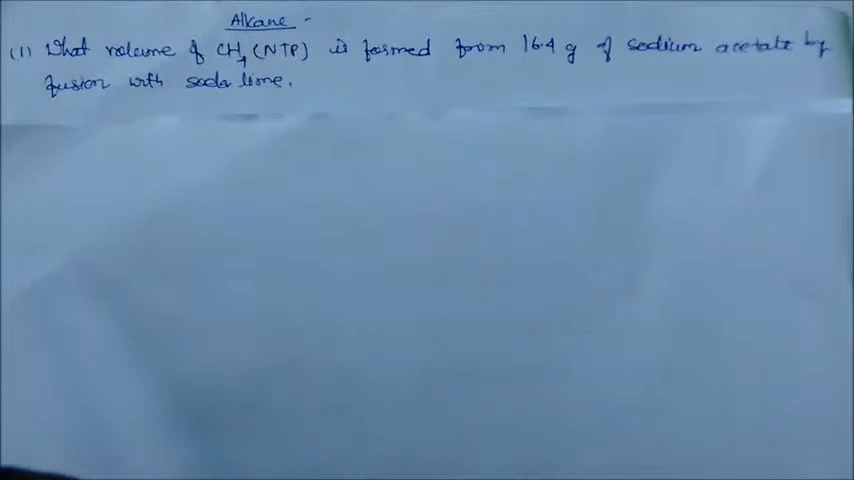 Alkane -
(1) What volume of CH4 (NTP) is formed from 16.4 g of sodium acetate by
fusion with soda lime.